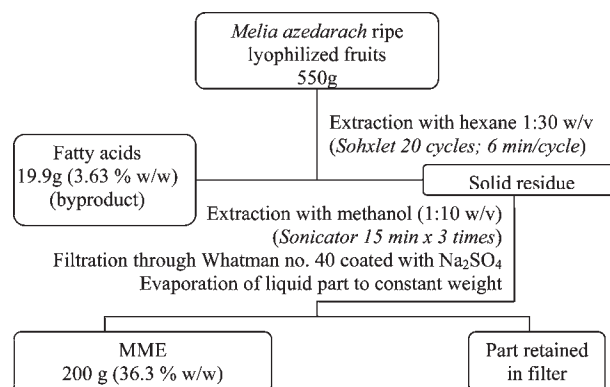 Melia azedarach ripe
lyophilized fruits
550g
Extraction with hexane 1:30 w/v
(Sohxlet 20 cycles; 6 min/cycle)
Fatty acids
19.9g (3.63 % w/w)
(byproduct)
Solid residue
Extraction with methanol (1:10 w/v)
(Sonicator 15 min x 3 times)
Filtration through Whatman no. 40 coated with Na₂SO₄
Evaporation of liquid part to constant weight
MME
200 g (36.3 % w/w)
Part retained
in filter